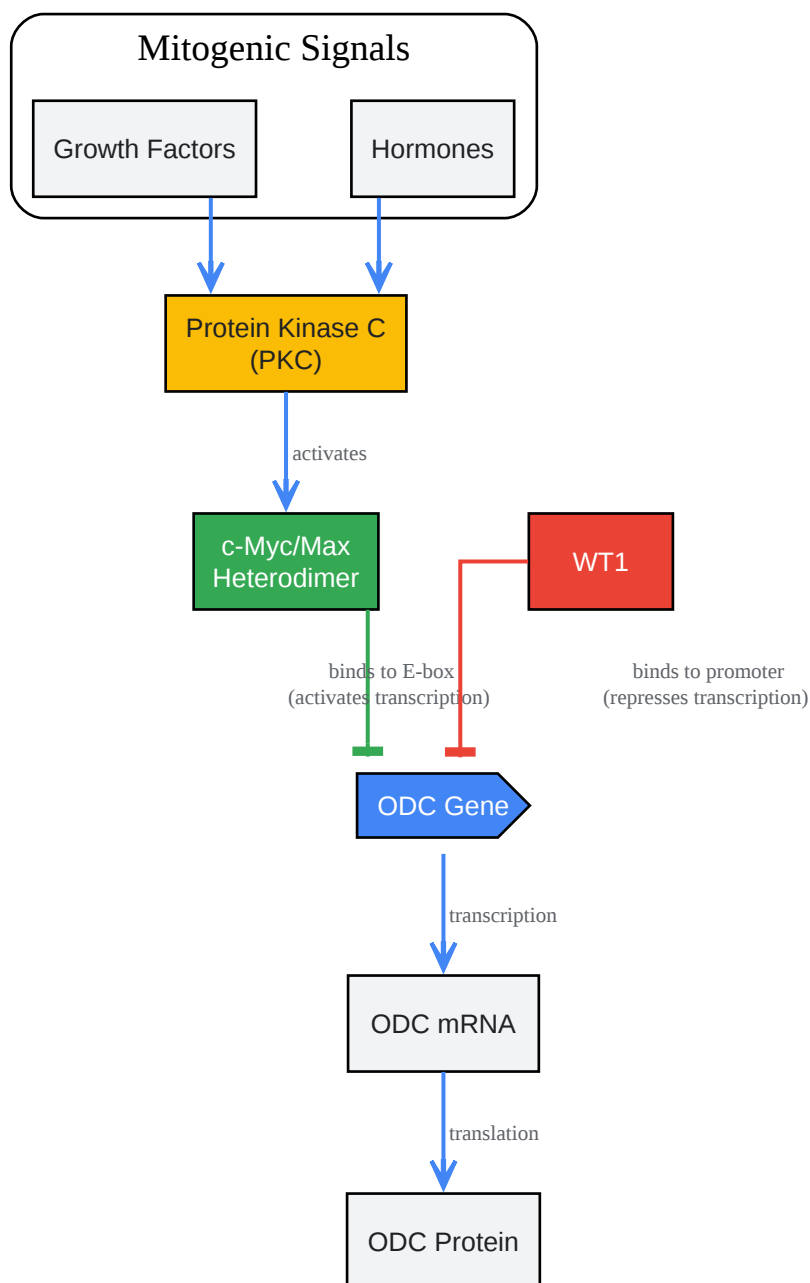 Mitogenic Signals
Growth Factors
Hormones
Protein Kinase C
(PKC)
activates
c-Myc/Max
Heterodimer
WT1
binds to E-box
(activates transcription)
binds to promoter
(represses transcription)
ODC Gene
transcription
ODC mRNA
translation
ODC Protein